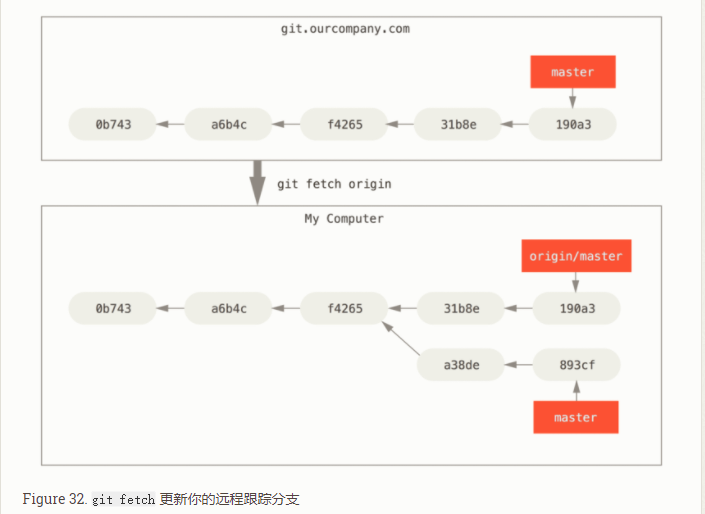 git.ourcompany.com
master
0b743 a6b4c f4265 31b8e 190a3
git fetch origin
My Computer
origin/master
0b743 a6b4c f4265 31b8e 190a3
a38de 893cf
master
Figure 32. git fetch 更新你的远程跟踪分支